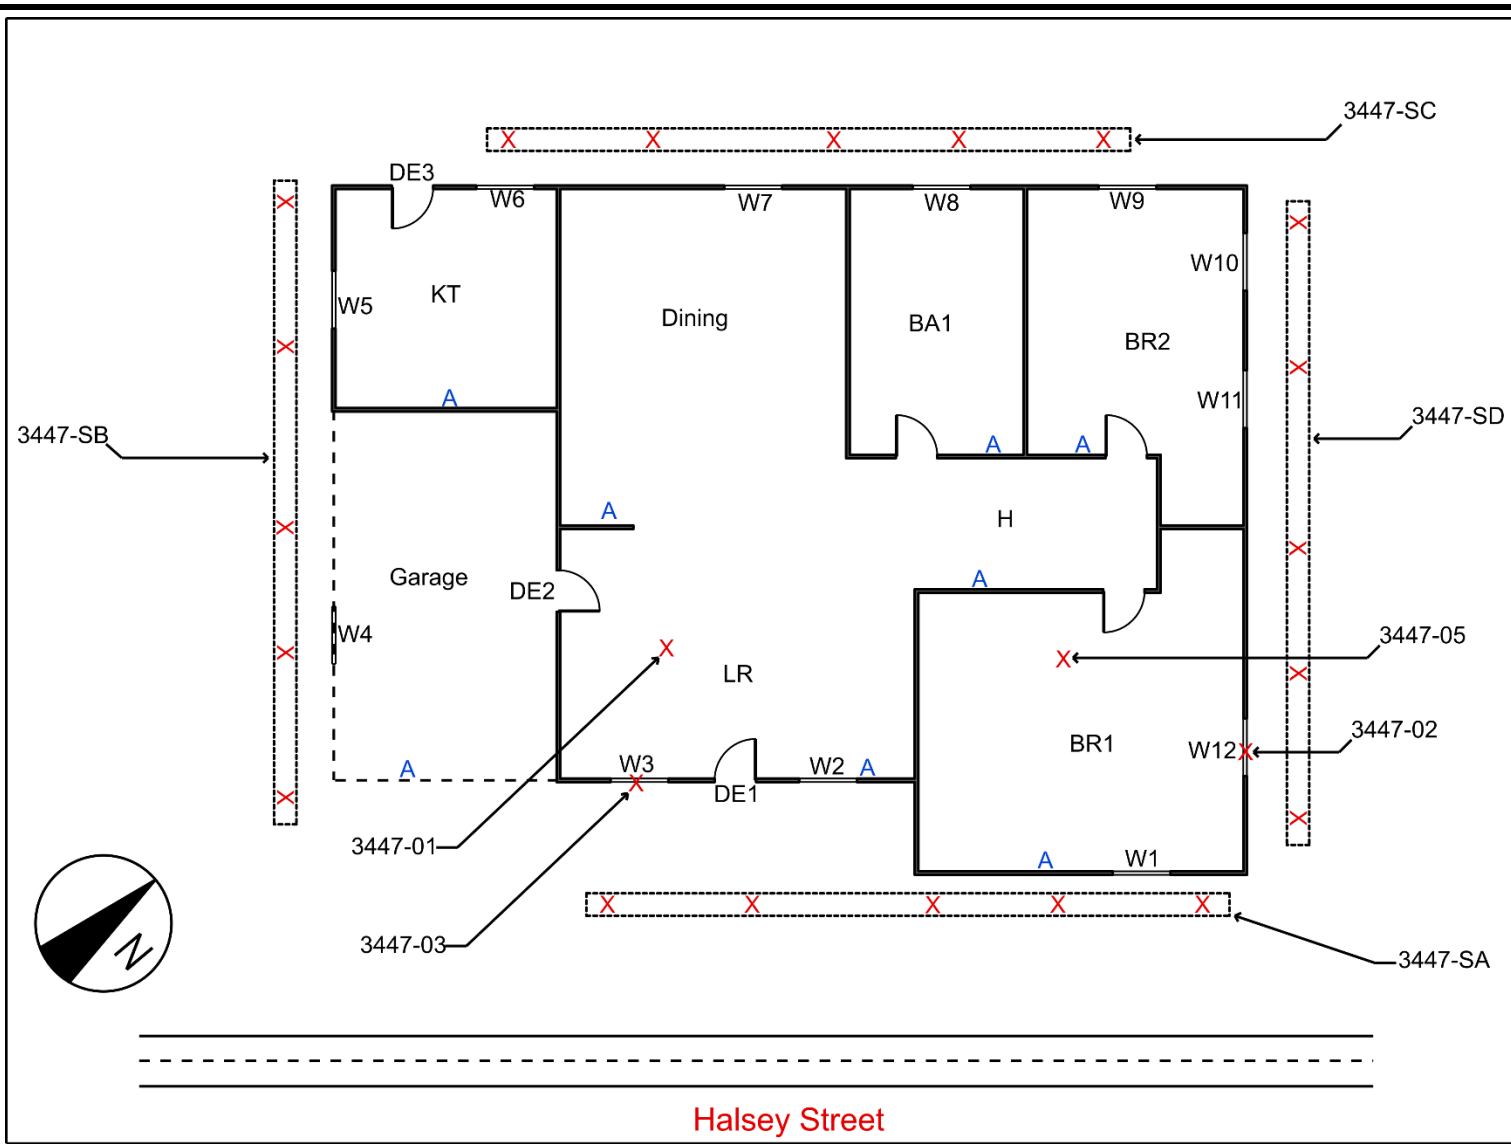 3447-SC
X X X X X
DE3
W6
W7
W8
W9
X
X
W10
W5
KT
Dining
BA1
BR2
X
X
A
W11
3447-SB
3447-SD
A
A
A
H
X
X
A
Garage
DE2
W4
3447-05
X
X
X
X
LR
3447-02
BR1
W12
X
W3
W2
A
A
X
DE1
X
X
3447-01
A
W1
X X X X X
3447-03
N
3447-SA
Halsey Street